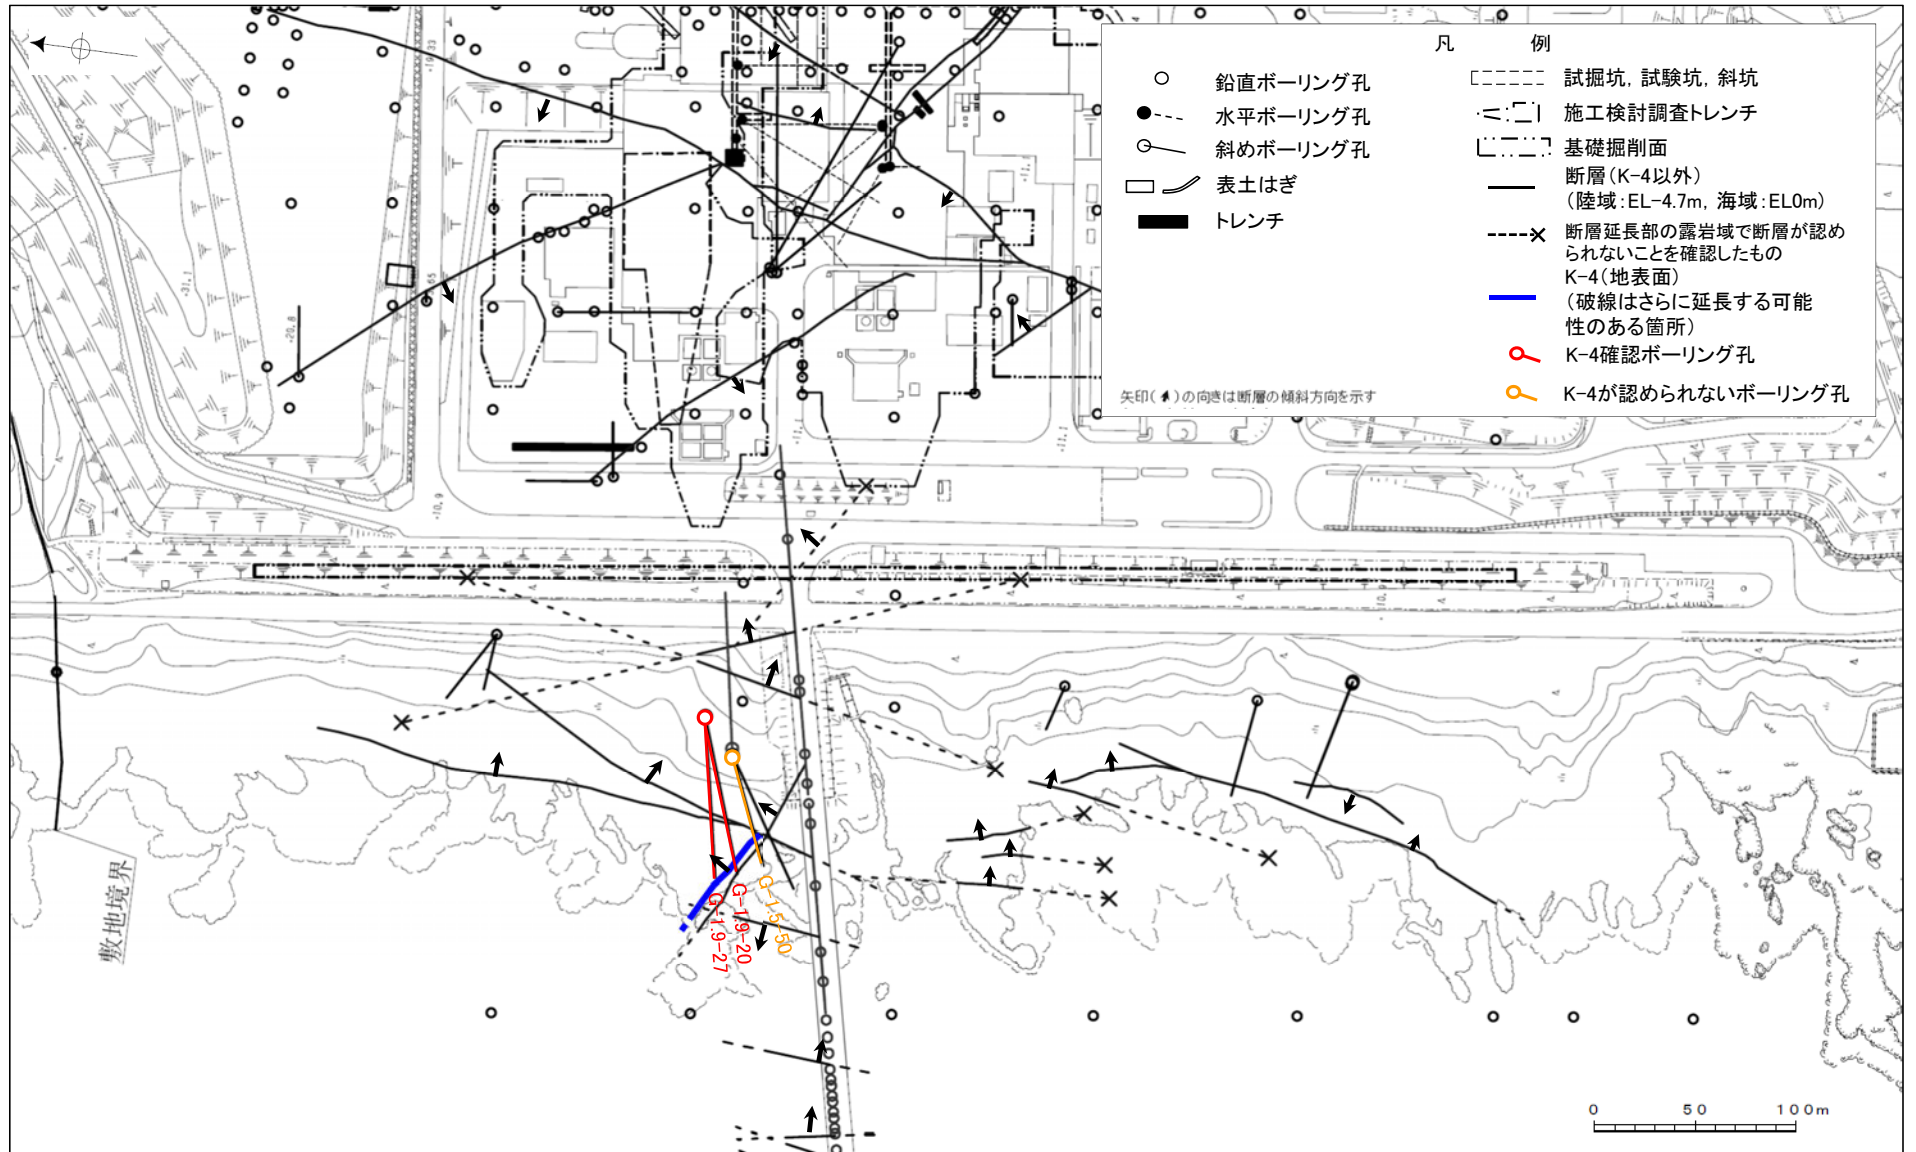 凡　例
鉛直ボーリング孔
水平ボーリング孔
斜めボーリング孔
表土はぎ
トレンチ
試掘坑, 試験坑, 斜坑
施工検討調査トレンチ
基礎掘削面
断層(K-4以外)
(陸域:EL-4.7m, 海域:EL0m)
断層延長部の露岩域で断層が認め
られないことを確認したもの
K-4(地表面)
(破線はさらに延長する可能
性のある箇所)
K-4確認ボーリング孔
K-4が認められないボーリング孔
矢印( )の向きは断層の傾斜方向を示す
敷地境界
G-1.9-27
G-1.9-20
G-1.5-50
0 50 100m